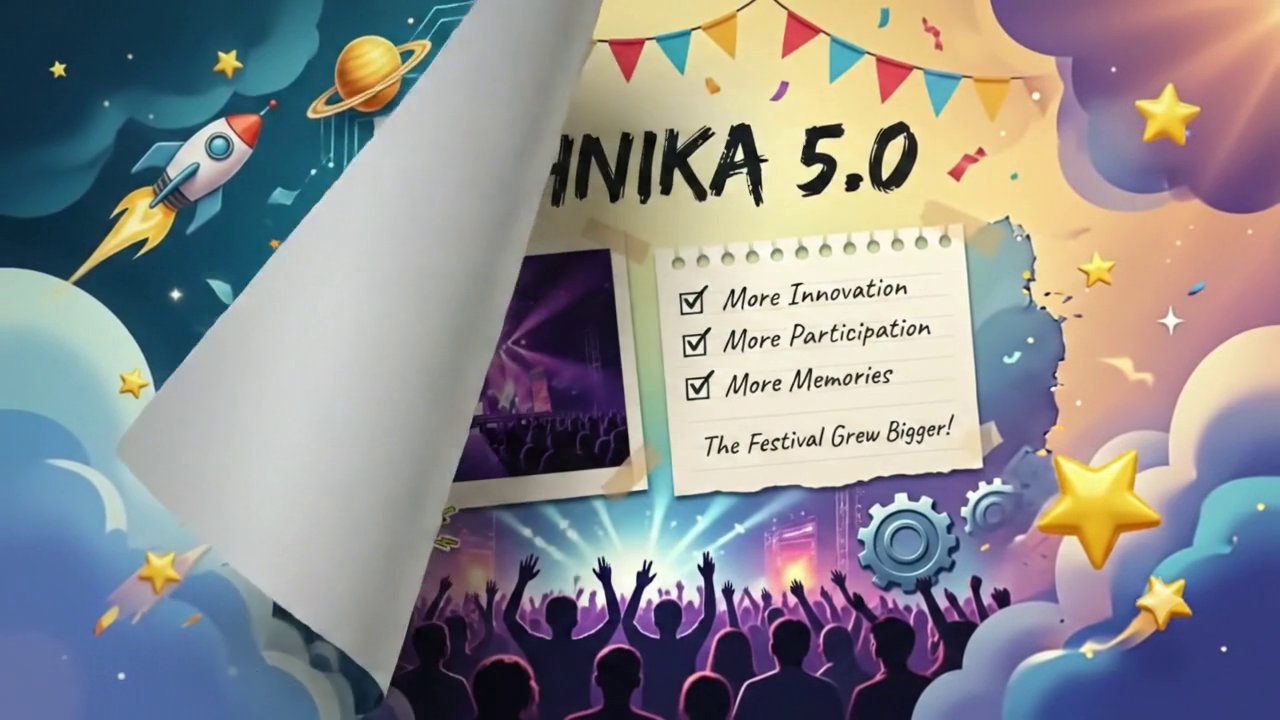 HNIKA 5.0
More Innovation
More Participation
More Memories
The Festival Grew Bigger!